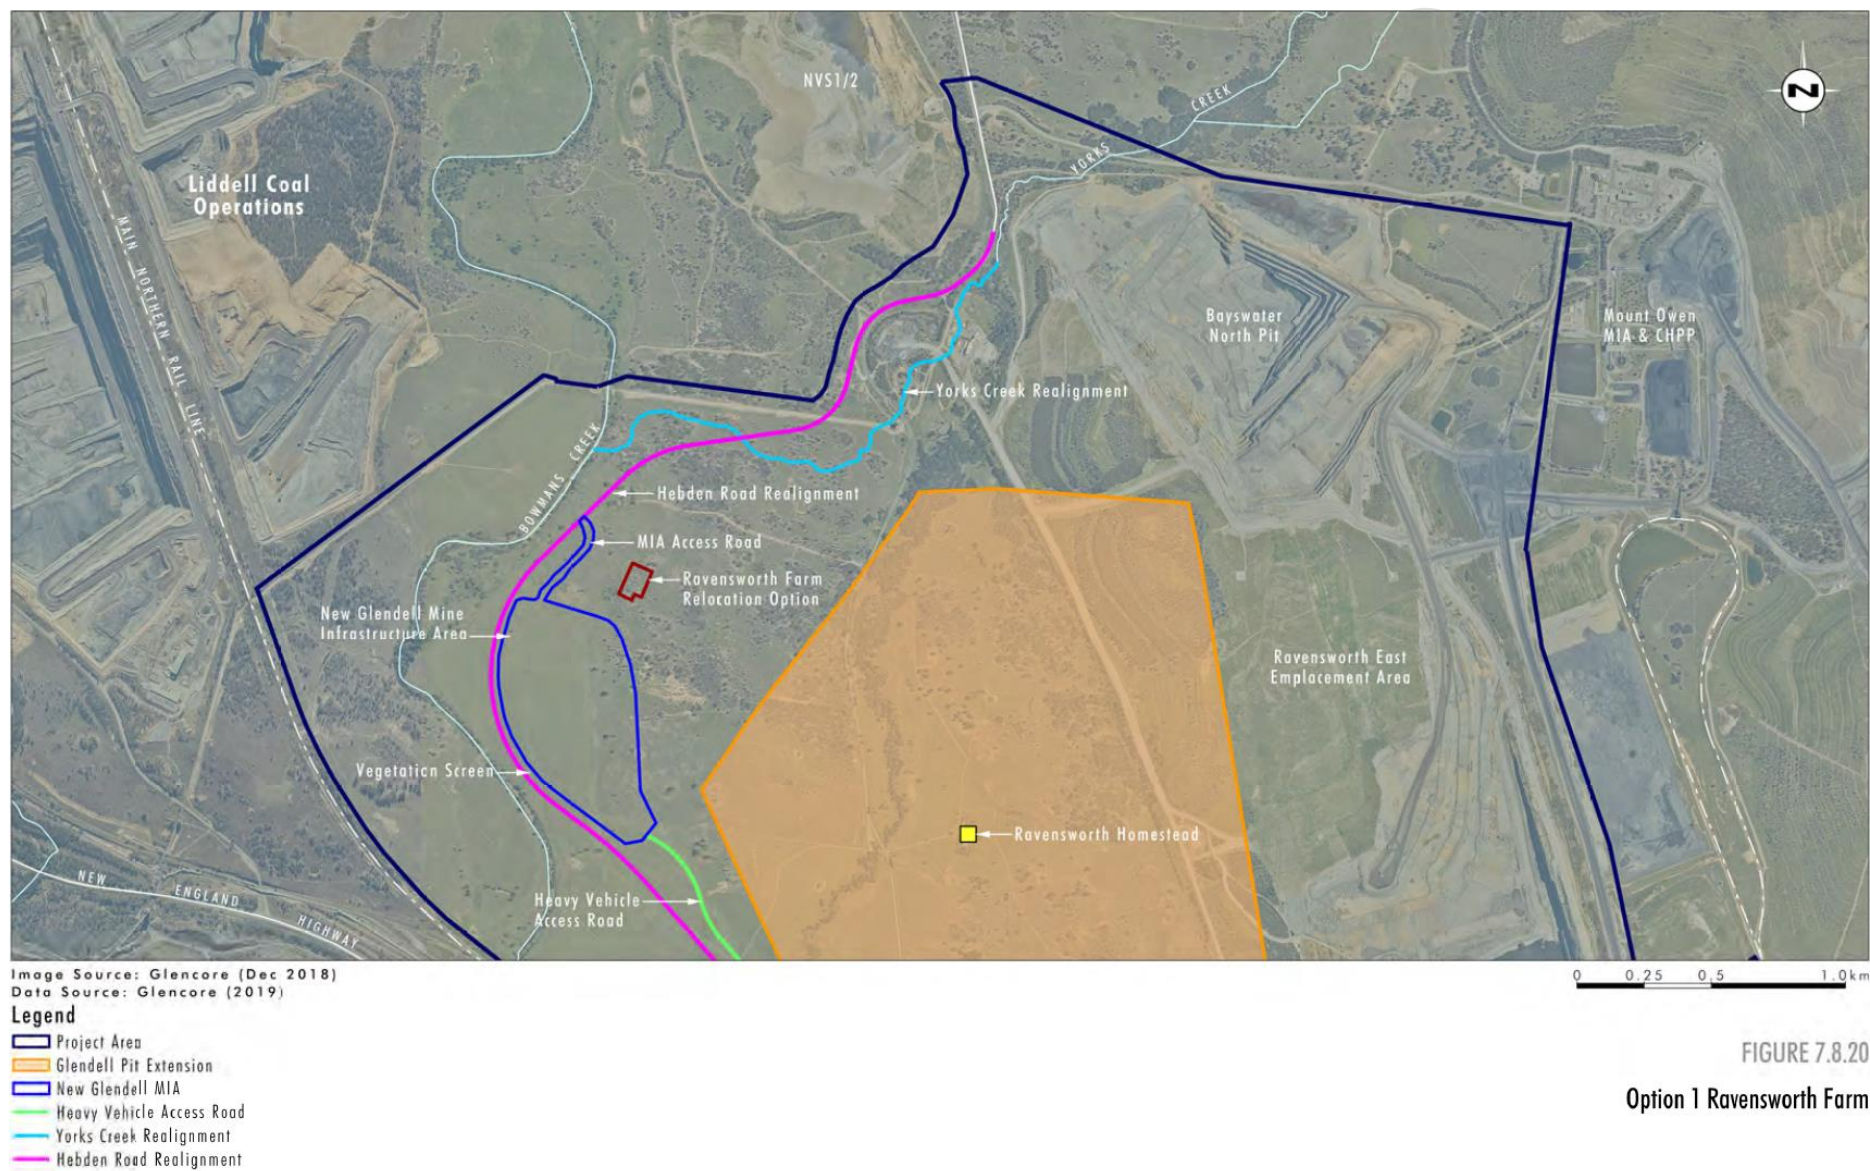 NVS1/2
CREEK
YORKS
Liddell Coal
Operations
MAIN NORTHERN RAIL LINE
Bayswater
North Pit
Mount Owen
MIA & CHPP
Yorks Creek Realignment
BOWMANS CREEK
Hebden Road Realignment
MIA Access Road
Ravensworth Farm
Relocation Option
New Glendell Mine
Infrastructure Area
Ravensworth East
Emplacement Area
Vegetation Screen
Ravensworth Homestead
Heavy Vehicle
Access Road
NEW ENGLAND HIGHWAY
N
Image Source: Glencore (Dec 2018)
Data Source: Glencore (2019)
0 0.25 0.5 1.0km
Legend
Project Area
Glendell Pit Extension
New Glendell MIA
Heavy Vehicle Access Road
Yorks Creek Realignment
Hebden Road Realignment
FIGURE 7.8.20
Option 1 Ravensworth Farm